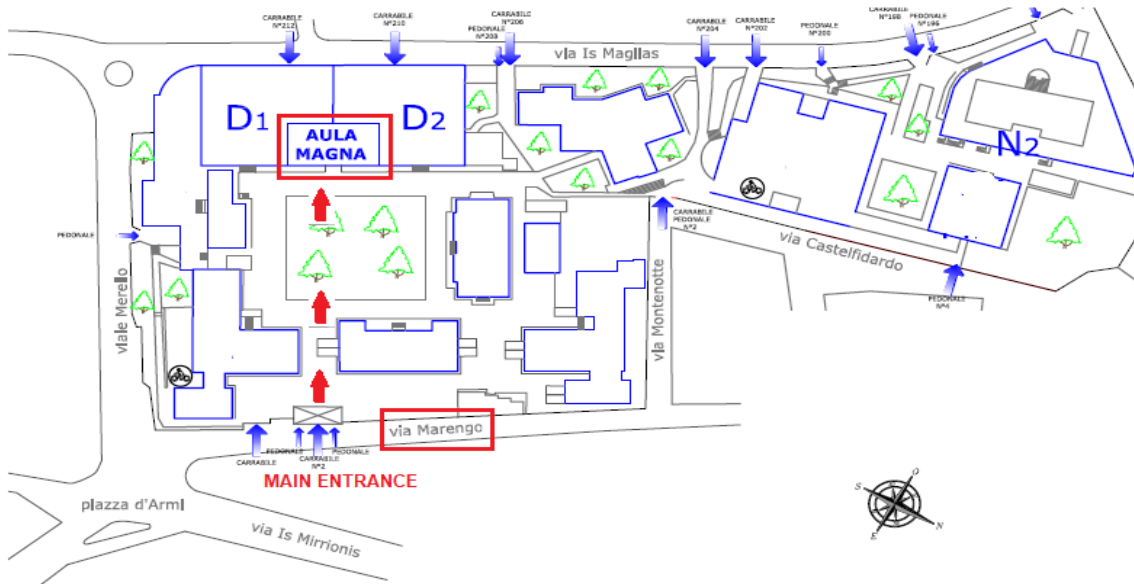 CARRABILE
N°212
CARRABILE
N°210
PEDONALE
N°208
CARRABILE
N°206
via Is Maglias
CARRABILE
N°204
CARRABILE
N°202
PEDONALE
N°200
CARRABILE
N°198
PEDONALE
N°196
D1
D2
AULA
MAGNA
N2
PEDONALE
CARRABILE
PEDONALE
N°2
via Castelfidardo
PEDONALE
N°4
viale Merello
via Montenotte
via Marengo
CARRABILE
PEDONALE
CARRABILE
N°2
PEDONALE
MAIN ENTRANCE
piazza d'Armi
via Is Mirrionis
S
O
E
N